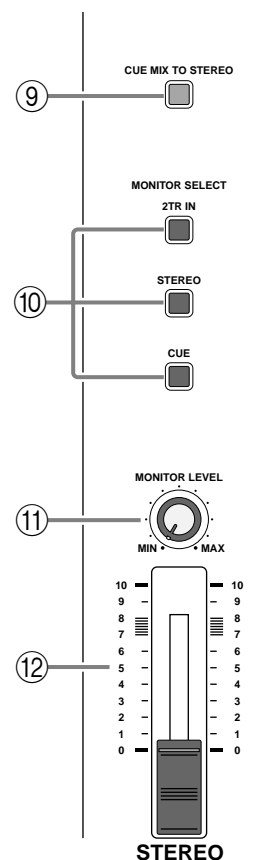 ⑨
CUE MIX TO STEREO
MONITOR SELECT
2TR IN
⑩
STEREO
CUE
MONITOR LEVEL
⑪
MIN MAX
10 10
9 9
8 8
7 7
6 6
⑫ 5 5
4 4
3 3
2 2
1 1
0 0
STEREO